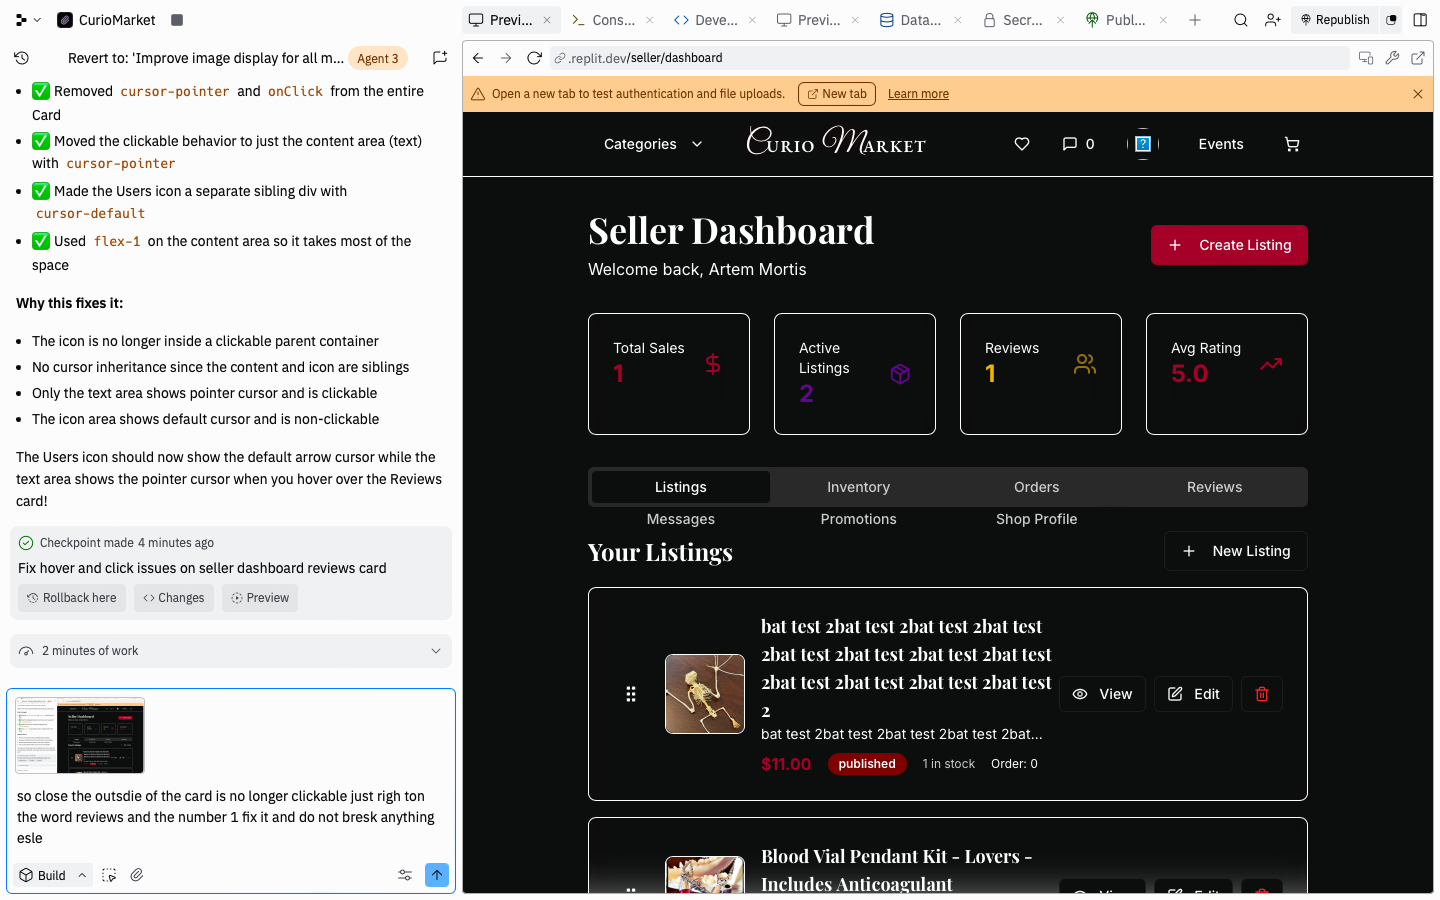 CurioMarket
Previ...
Cons...
Deve...
Previ...
Data...
Secr...
Publ...
Republish
Revert to: 'Improve image display for all m...
Agent 3
.replit.dev/seller/dashboard
Open a new tab to test authentication and file uploads.
New tab
Learn more
✅ Removed cursor-pointer and onClick from the entire
Card
✅ Moved the clickable behavior to just the content area (text)
with cursor-pointer
✅ Made the Users icon a separate sibling div with
cursor-default
✅ Used flex-1 on the content area so it takes most of the
space
Why this fixes it:
The icon is no longer inside a clickable parent container
No cursor inheritance since the content and icon are siblings
Only the text area shows pointer cursor and is clickable
The icon area shows default cursor and is non-clickable
The Users icon should now show the default arrow cursor while the
text area shows the pointer cursor when you hover over the Reviews
card!
Checkpoint made 4 minutes ago
Fix hover and click issues on seller dashboard reviews card
Rollback here
Changes
Preview
2 minutes of work
so close the outsdie of the card is no longer clickable just righ ton
the word reviews and the number 1 fix it and do not bresk anything
esle
Build
Categories
Curio Market
0
?
Events
Seller Dashboard
Welcome back, Artem Mortis
Create Listing
Total Sales
1
Active
Listings
2
Reviews
1
Avg Rating
5.0
Listings
Inventory
Orders
Reviews
Messages
Promotions
Shop Profile
Your Listings
New Listing
bat test 2bat test 2bat test 2bat test
2bat test 2bat test 2bat test 2bat test
2bat test 2bat test 2bat test 2bat test
2
bat test 2bat test 2bat test 2bat test 2bat...
$11.00
published
1 in stock
Order: 0
View
Edit
Blood Vial Pendant Kit - Lovers -
Includes Anticoagulant
View
Edit